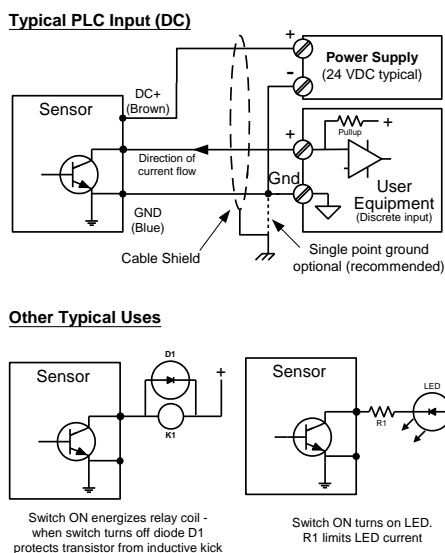 Typical PLC Input (DC)
+
Power Supply
(24 VDC typical)
-
Sensor
DC+
(Brown)
+
Pullup
+
Direction of
current flow
Gnd
User
Equipment
(Discrete input)
GND
(Blue)
Cable Shield
Single point ground
optional (recommended)
Other Typical Uses
Sensor
D1
+
K1
Switch ON energizes relay coil -
when switch turns off diode D1
protects transistor from inductive kick
Sensor
LED
R1
Switch ON turns on LED.
R1 limits LED current